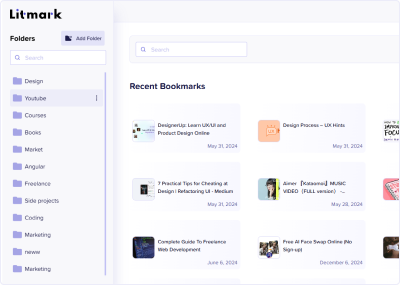 Litmark
Folders
Add Folder
Search
Design
Youtube
Courses
Books
Market
Angular
Freelance
Side projects
Coding
Marketing
newe
Marketing
Search
Recent Bookmarks
DesignerUp: Learn UX/UI and
Product Design Online
May 31, 2024
Design Process – UX Hints
May 31, 2024
7 Practical Tips for Cheating at
Design | Refactoring UI · Medium
May 31, 2024
Aimer 『Kataomoi』 MUSIC
VIDEO（FULL version） -...
May 28, 2024
Complete Guide To Freelance
Web Development
June 6, 2024
Free AI Face Swap Online (No
Sign-up)
December 6, 2024